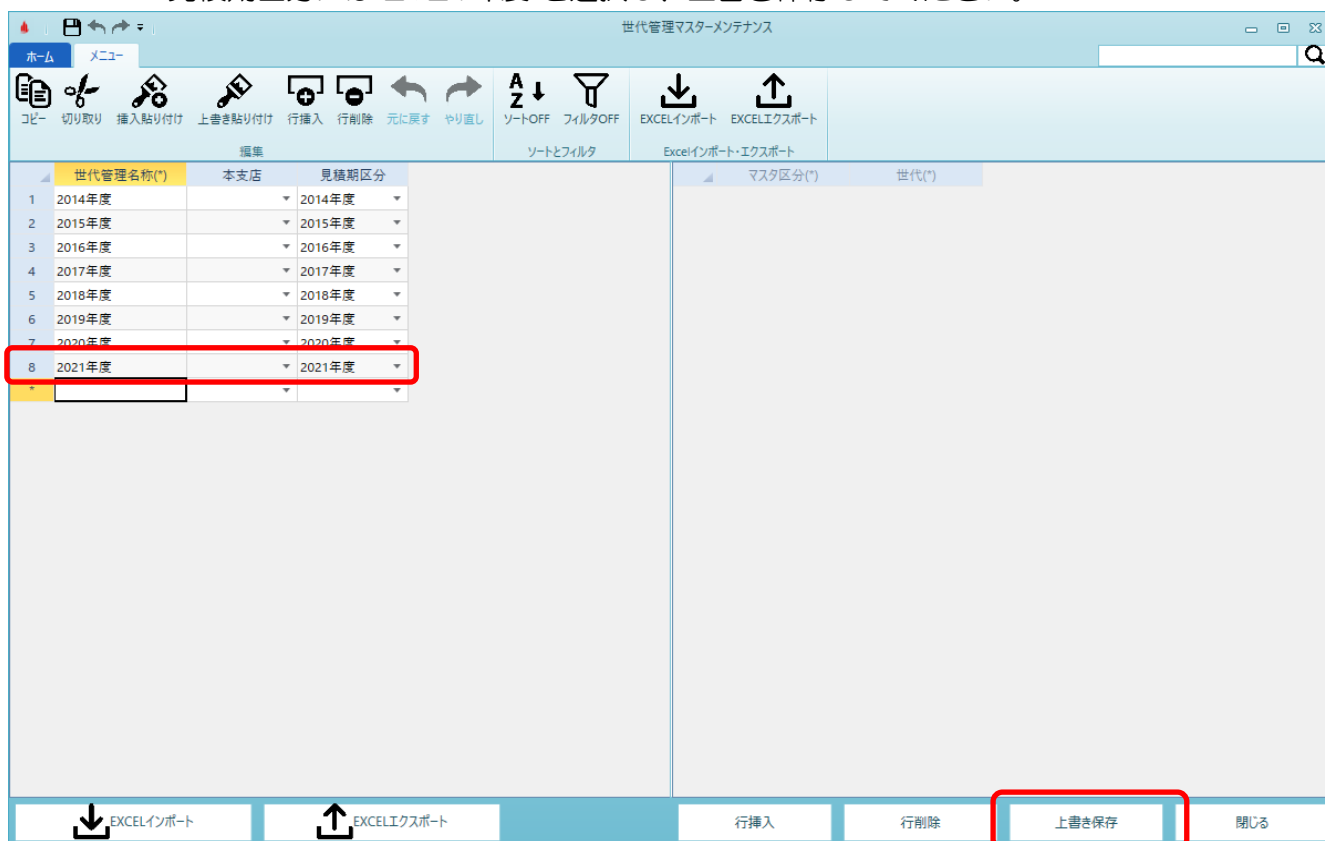 世代管理マスターメンテナンス
ホーム メニュー
コピー 切り取り 挿入貼り付け 上書き貼り付け 行挿入 行削除 元に戻す やり直し ソートOFF フィルタOFF EXCELインポート EXCELエクスポート
編集 ソートとフィルタ Excelインポート・エクスポート
世代管理名称(*) 本支店 見積期区分 マスタ区分(*) 世代(*)
1 2014年度 2014年度
2 2015年度 2015年度
3 2016年度 2016年度
4 2017年度 2017年度
5 2018年度 2018年度
6 2019年度 2019年度
7 2020年度 2020年度
8 2021年度 2021年度
*
EXCELインポート EXCELエクスポート 行挿入 行削除 上書き保存 閉じる